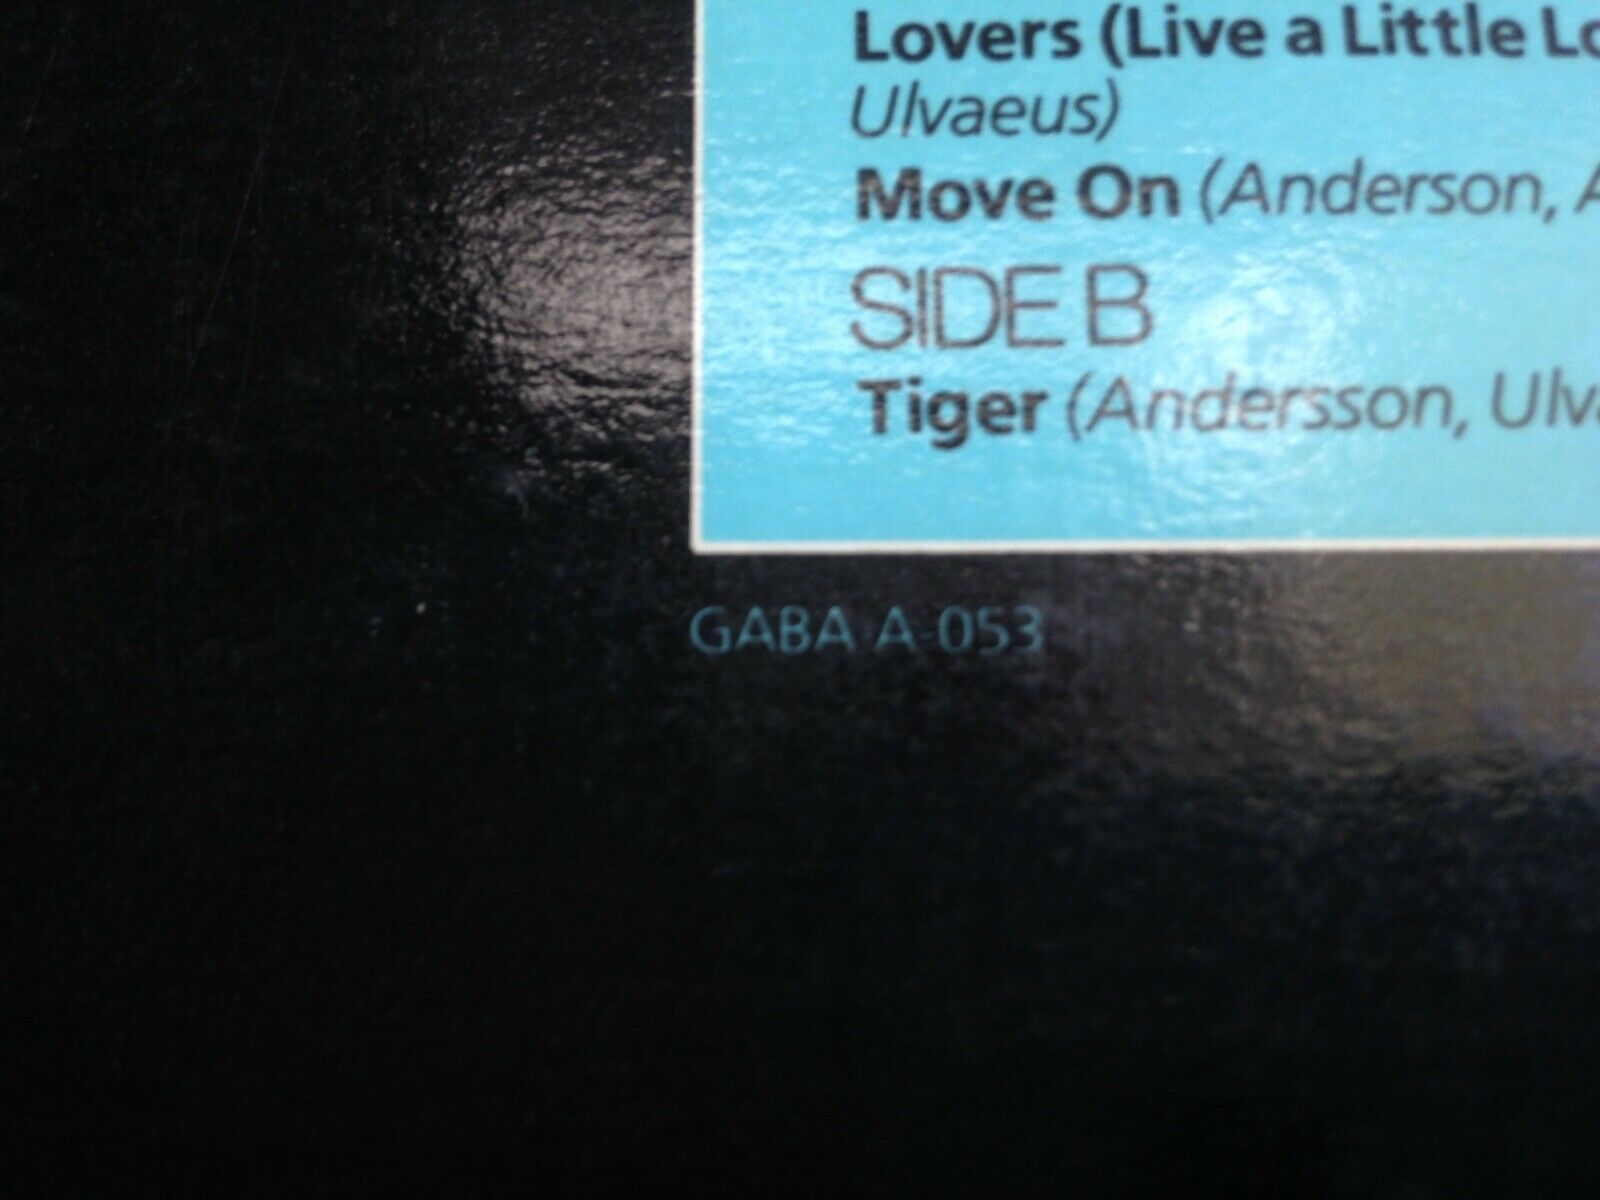 Lovers (Live a Little
Ulvaeus)
Move On (Anderson,
SIDE B
Tiger (Andersson,
GABA A-053